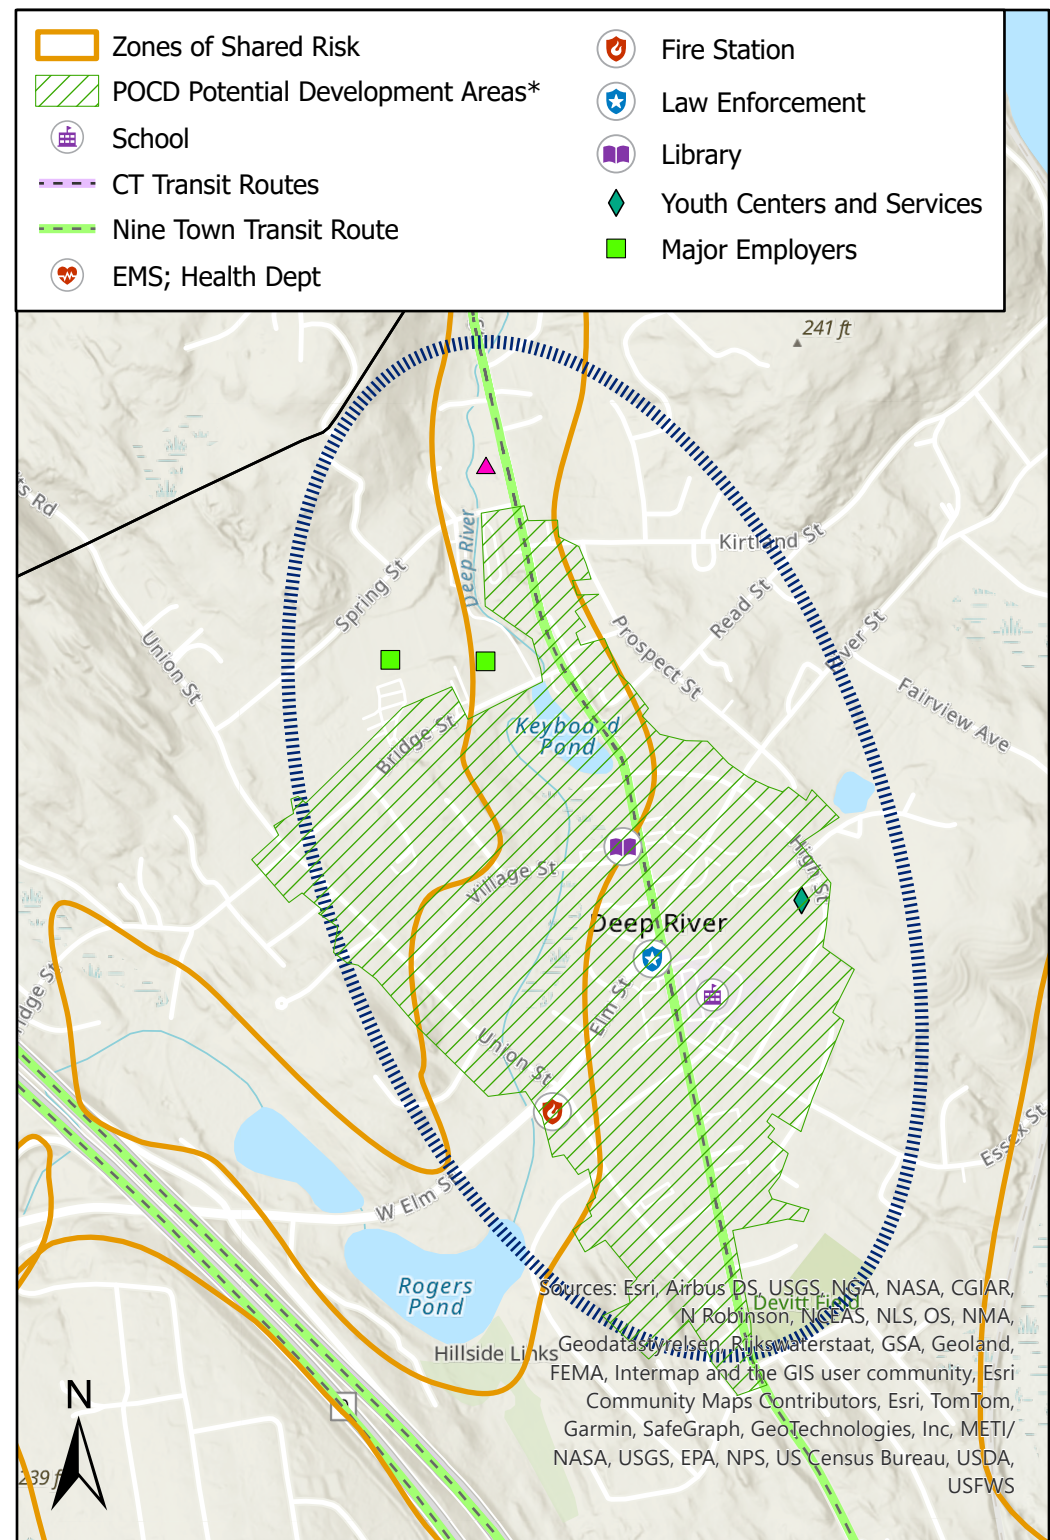 Zones of Shared Risk
POCD Potential Development Areas*
School
CT Transit Routes
Nine Town Transit Route
EMS; Health Dept
Fire Station
Law Enforcement
Library
Youth Centers and Services
Major Employers
241 ft
ts Rd
Kirtland St
Deep River
Spring St
Read St
Prospect St
Union St
Fairview Ave
Keyboard
Pond
Bridge St
High St
Village St
Deep River
Elm St
Union St
Essex St
W Elm St
Rogers
Pond
Hillside Links
Devitt Field
Sources: Esri, Airbus DS, USGS, NGA, NASA, CGIAR,
N Robinson, NCEAS, NLS, OS, NMA,
Geodatastyrelsen, Rijkswaterstaat, GSA, Geoland,
FEMA, Intermap and the GIS user community, Esri
Community Maps Contributors, Esri, TomTom,
Garmin, SafeGraph, GeoTechnologies, Inc, METI/
NASA, USGS, EPA, NPS, US Census Bureau, USDA,
USFWS
N
239 f